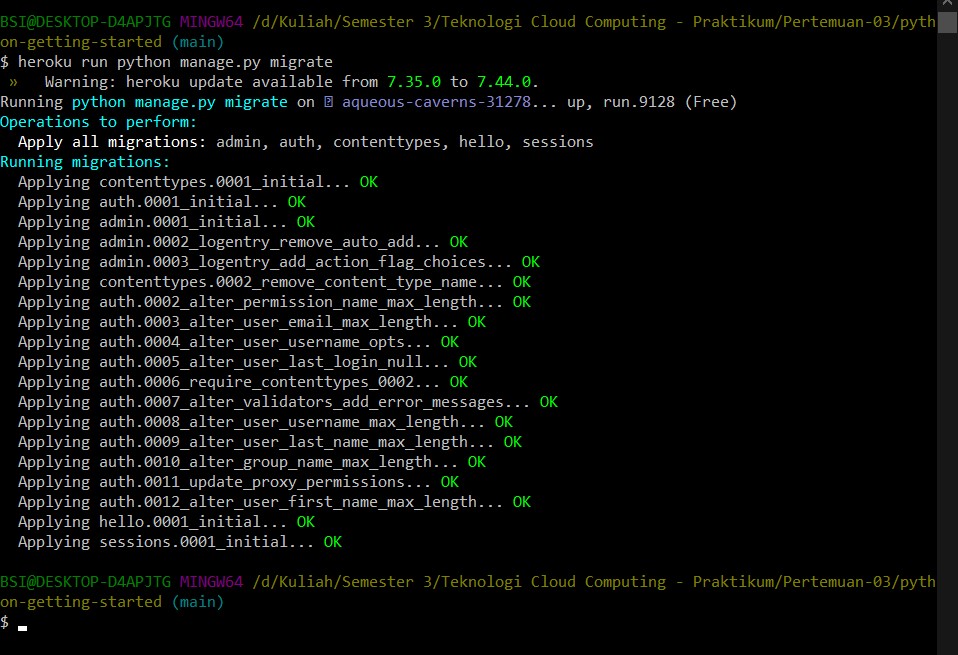 BSI@DESKTOP-D4APJTG MINGW64 /d/Kuliah/Semester 3/Teknologi Cloud Computing - Praktikum/Pertemuan-03/pyth
on-getting-started (main)
$ heroku run python manage.py migrate
 »   Warning: heroku update available from 7.35.0 to 7.44.0.
Running python manage.py migrate on ⍰ aqueous-caverns-31278... up, run.9128 (Free)
Operations to perform:
  Apply all migrations: admin, auth, contenttypes, hello, sessions
Running migrations:
  Applying contenttypes.0001_initial... OK
  Applying auth.0001_initial... OK
  Applying admin.0001_initial... OK
  Applying admin.0002_logentry_remove_auto_add... OK
  Applying admin.0003_logentry_add_action_flag_choices... OK
  Applying contenttypes.0002_remove_content_type_name... OK
  Applying auth.0002_alter_permission_name_max_length... OK
  Applying auth.0003_alter_user_email_max_length... OK
  Applying auth.0004_alter_user_username_opts... OK
  Applying auth.0005_alter_user_last_login_null... OK
  Applying auth.0006_require_contenttypes_0002... OK
  Applying auth.0007_alter_validators_add_error_messages... OK
  Applying auth.0008_alter_user_username_max_length... OK
  Applying auth.0009_alter_user_last_name_max_length... OK
  Applying auth.0010_alter_group_name_max_length... OK
  Applying auth.0011_update_proxy_permissions... OK
  Applying auth.0012_alter_user_first_name_max_length... OK
  Applying hello.0001_initial... OK
  Applying sessions.0001_initial... OK
BSI@DESKTOP-D4APJTG MINGW64 /d/Kuliah/Semester 3/Teknologi Cloud Computing - Praktikum/Pertemuan-03/pyth
on-getting-started (main)
$